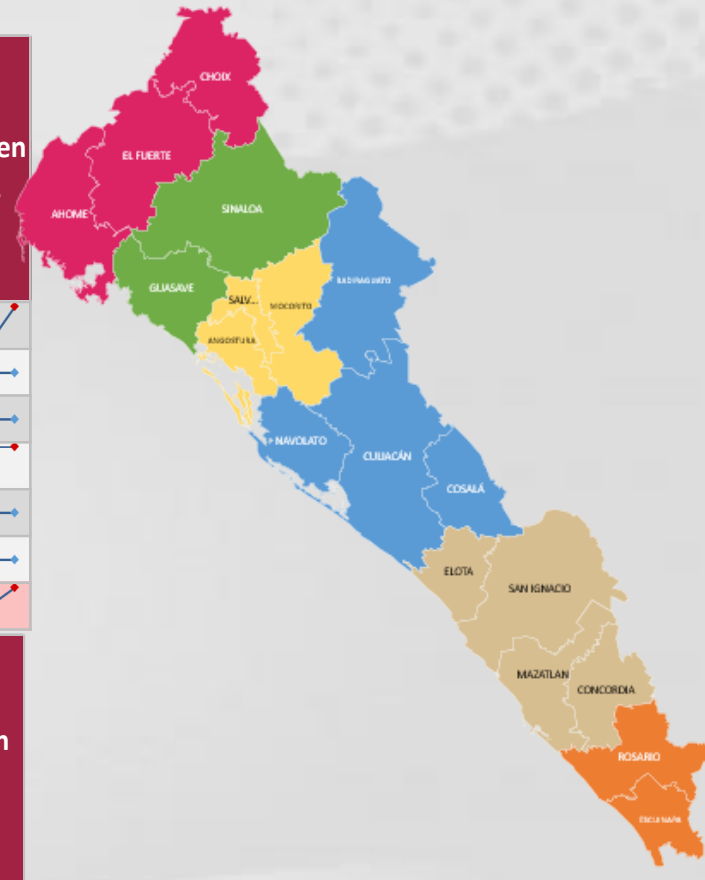 CHOIX
en
EL FUERTE
SINALOA
AHOME
BADIRAGUATO
GUASAVE
SALV...
MOCORITO
ANGOSTURA
NAVOLATO
CULIACÁN
COSALÁ
ELOTA
SAN IGNACIO
MAZATLAN
CONCORDIA
ROSARIO
ESCUINAPA